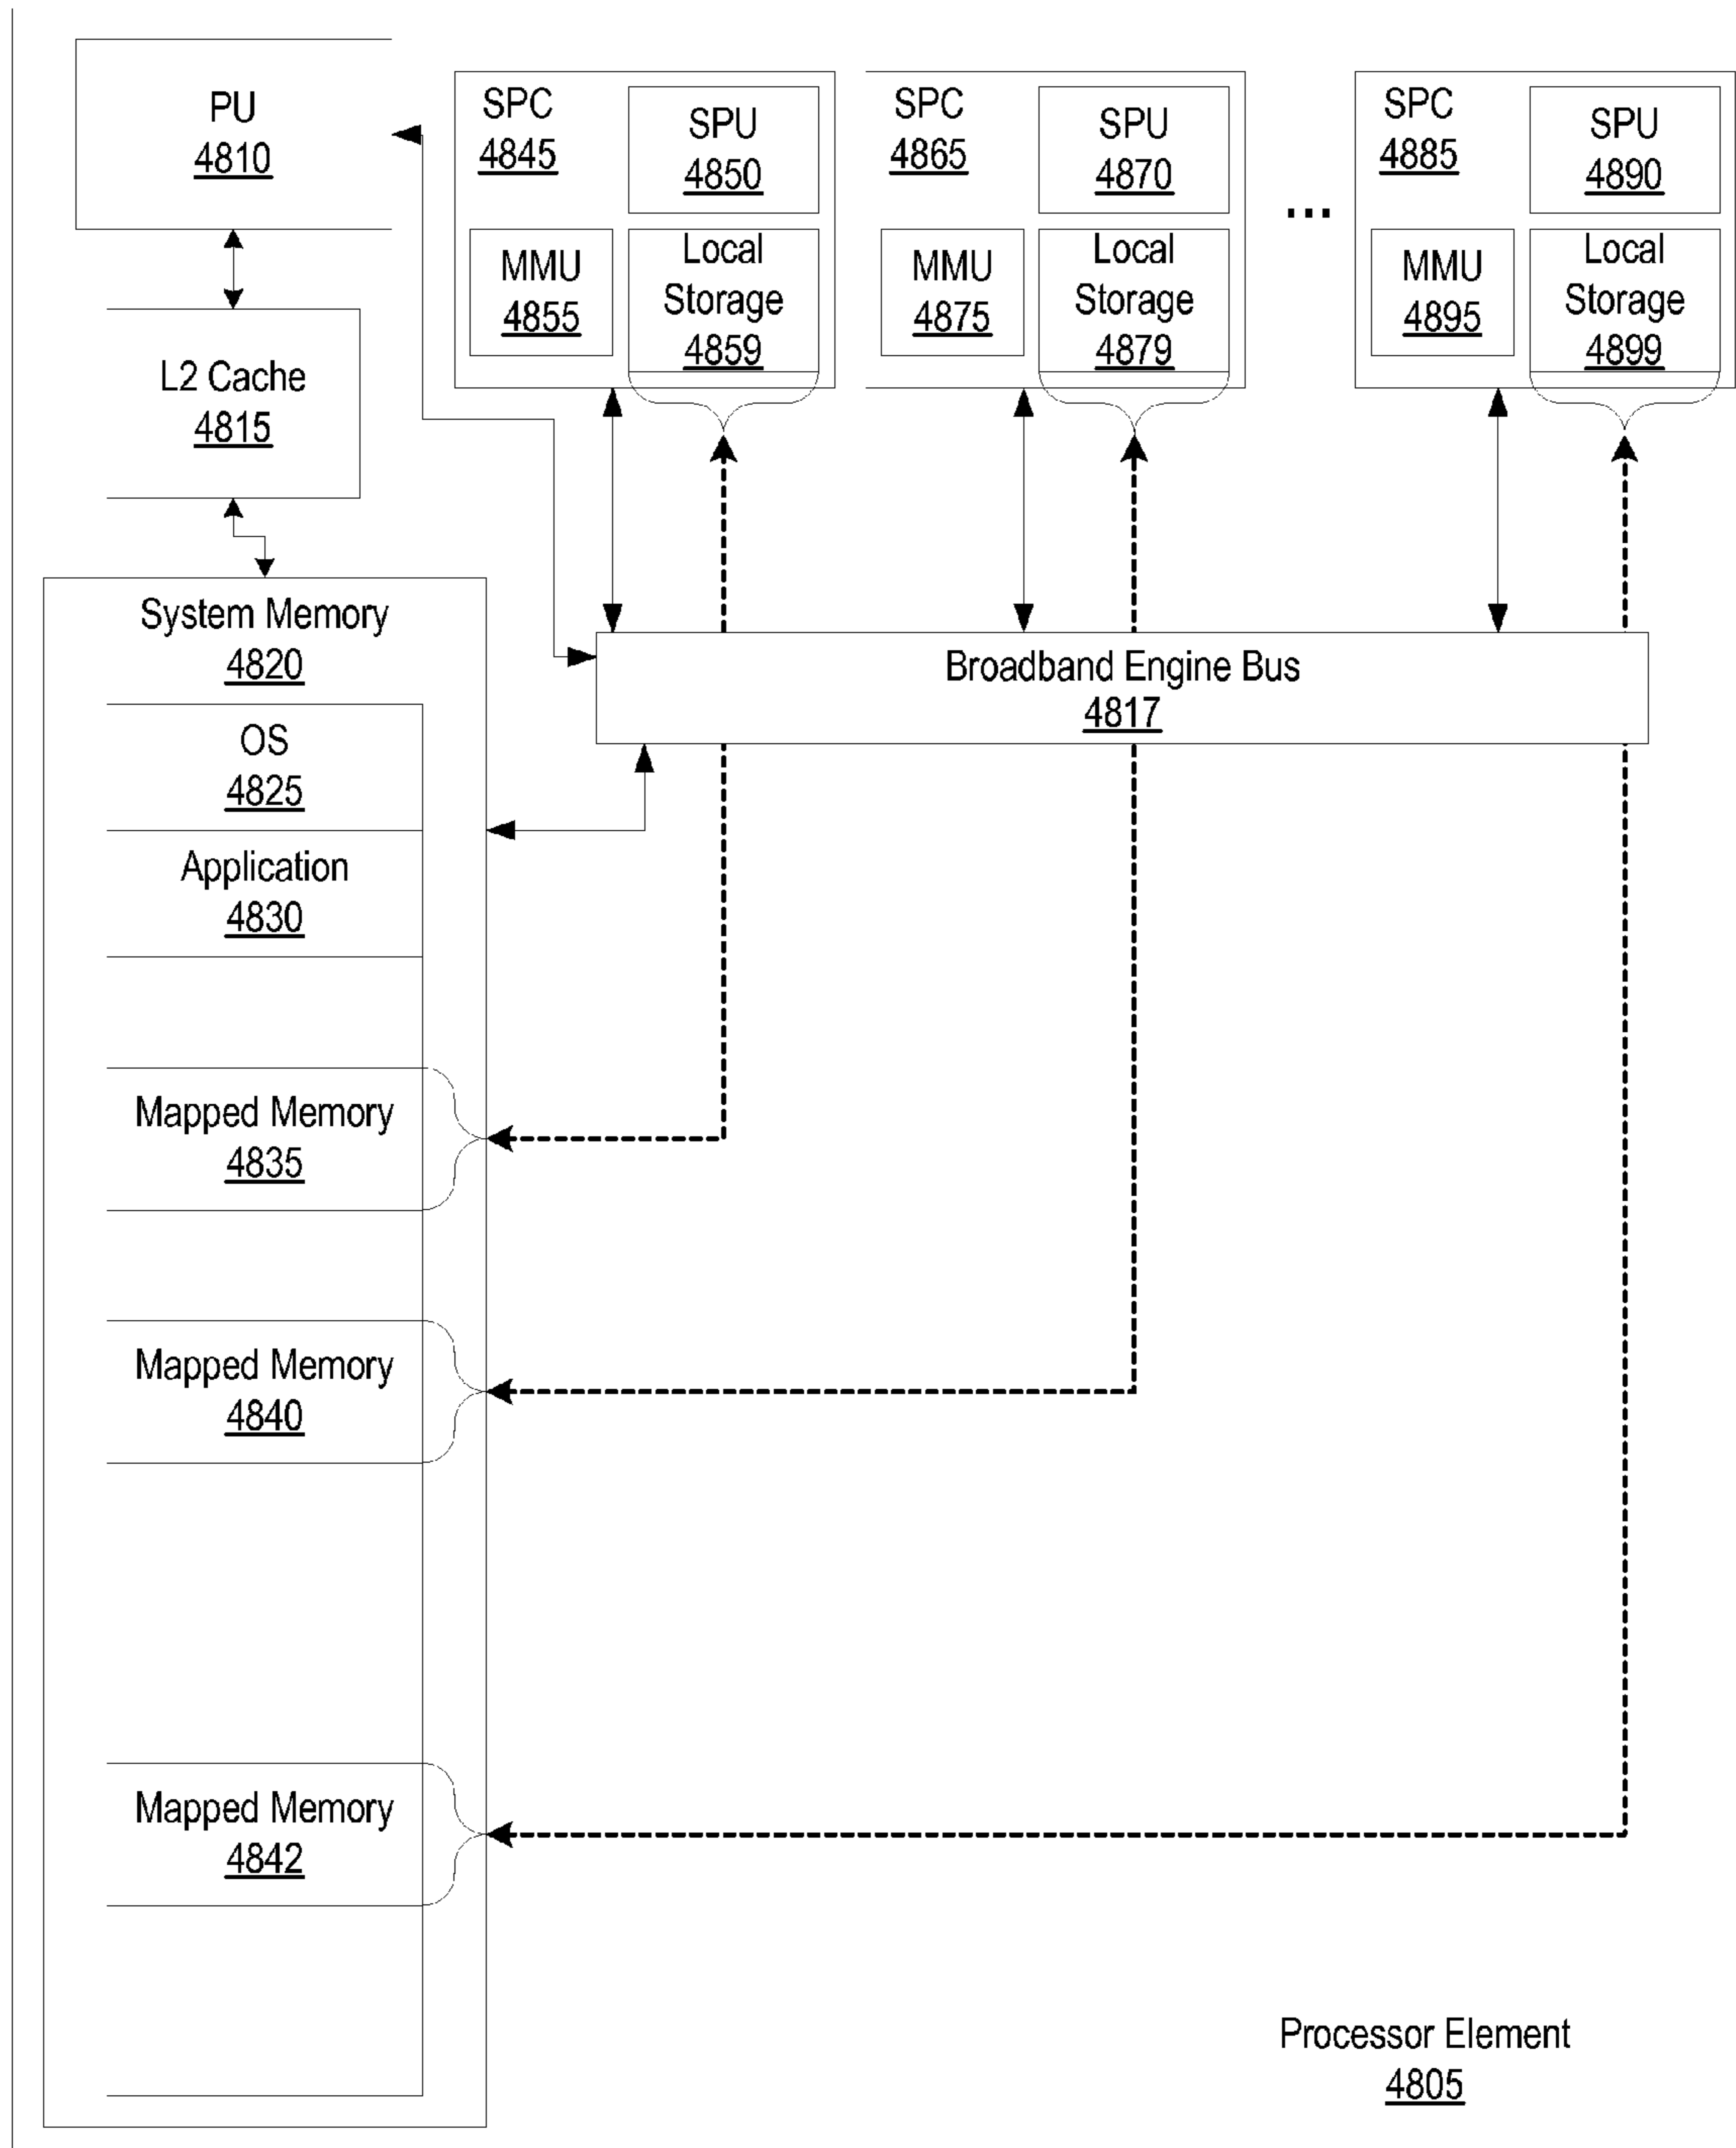 PU
4810
SPC
4845
SPU
4850
MMU
4855
Local
Storage
4859
SPC
4865
SPU
4870
MMU
4875
Local
Storage
4879
...
SPC
4885
SPU
4890
MMU
4895
Local
Storage
4899
L2 Cache
4815
System Memory
4820
Broadband Engine Bus
4817
OS
4825
Application
4830
Mapped Memory
4835
Mapped Memory
4840
Mapped Memory
4842
Processor Element
4805